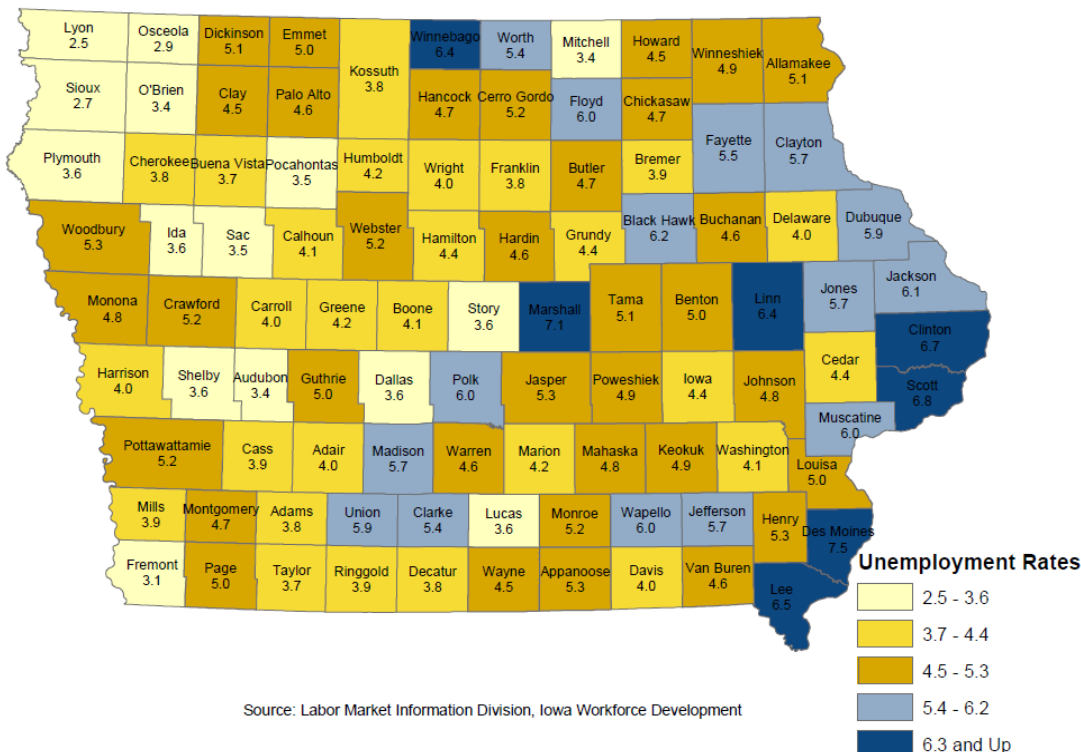 Lyon
2.5
Osceola
2.9
Dickinson
5.1
Emmet
5.0
Kossuth
3.8
Winnebago
6.4
Worth
5.4
Mitchell
3.4
Howard
4.5
Winneshiek
4.9
Allamakee
5.1
Sioux
2.7
O'Brien
3.4
Clay
4.5
Palo Alto
4.6
Hancock
4.7
Cerro Gordo
5.2
Floyd
6.0
Chickasaw
4.7
Fayette
5.5
Clayton
5.7
Plymouth
3.6
Cherokee
3.8
Buena Vista
3.7
Pocahontas
3.5
Humboldt
4.2
Wright
4.0
Franklin
3.8
Butler
4.7
Bremer
3.9
Woodbury
5.3
Ida
3.6
Sac
3.5
Calhoun
4.1
Webster
5.2
Hamilton
4.4
Hardin
4.6
Grundy
4.4
Black Hawk
6.2
Buchanan
4.6
Delaware
4.0
Dubuque
5.9
Monona
4.8
Crawford
5.2
Carroll
4.0
Greene
4.2
Boone
4.1
Story
3.6
Marshall
7.1
Tama
5.1
Benton
5.0
Linn
6.4
Jones
5.7
Jackson
6.1
Clinton
6.7
Harrison
4.0
Shelby
3.6
Audubon
3.4
Guthrie
5.0
Dallas
3.6
Polk
6.0
Jasper
5.3
Poweshiek
4.9
Iowa
4.4
Johnson
4.8
Cedar
4.4
Scott
6.8
Muscatine
6.0
Pottawattamie
5.2
Cass
3.9
Adair
4.0
Madison
5.7
Warren
4.6
Marion
4.2
Mahaska
4.8
Keokuk
4.9
Washington
4.1
Louisa
5.0
Mills
3.9
Montgomery
4.7
Adams
3.8
Union
5.9
Clarke
5.4
Lucas
3.6
Monroe
5.2
Wapello
6.0
Jefferson
5.7
Henry
5.3
Des Moines
7.5
Fremont
3.1
Page
5.0
Taylor
3.7
Ringgold
3.9
Decatur
3.8
Wayne
4.5
Appanoose
5.3
Davis
4.0
Van Buren
4.6
Lee
6.5
Unemployment Rates
2.5 - 3.6
3.7 - 4.4
4.5 - 5.3
5.4 - 6.2
6.3 and Up
Source: Labor Market Information Division, Iowa Workforce Development